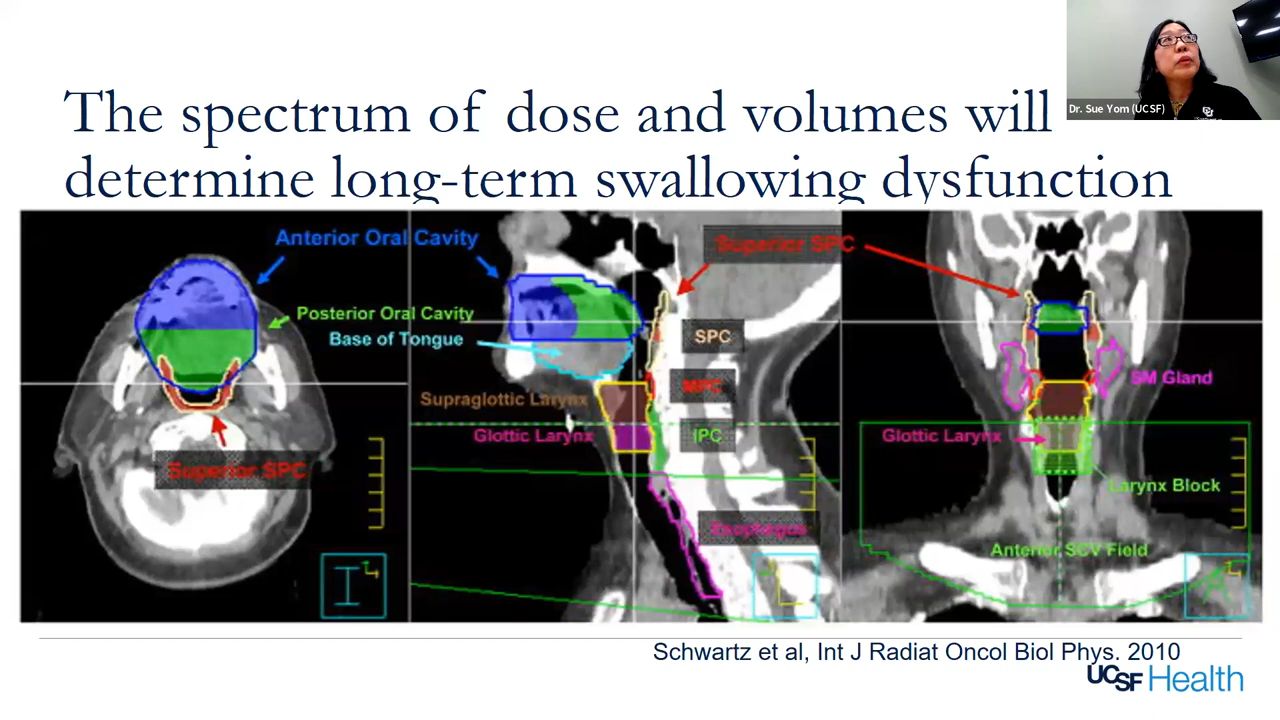 The spectrum of dose and volumes will
determine long-term swallowing dysfunction
Dr. Sue Yom (UCSF)
Anterior Oral Cavity
Posterior Oral Cavity
Base of Tongue
Superior SPC
Supraglottic Larynx
Glottic Larynx
Superior SPC
SPC
MPC
IPC
Esophagus
SM Gland
Glottic Larynx
Larynx Block
Anterior SCV Field
Schwartz et al, Int J Radiat Oncol Biol Phys. 2010
UCSF Health